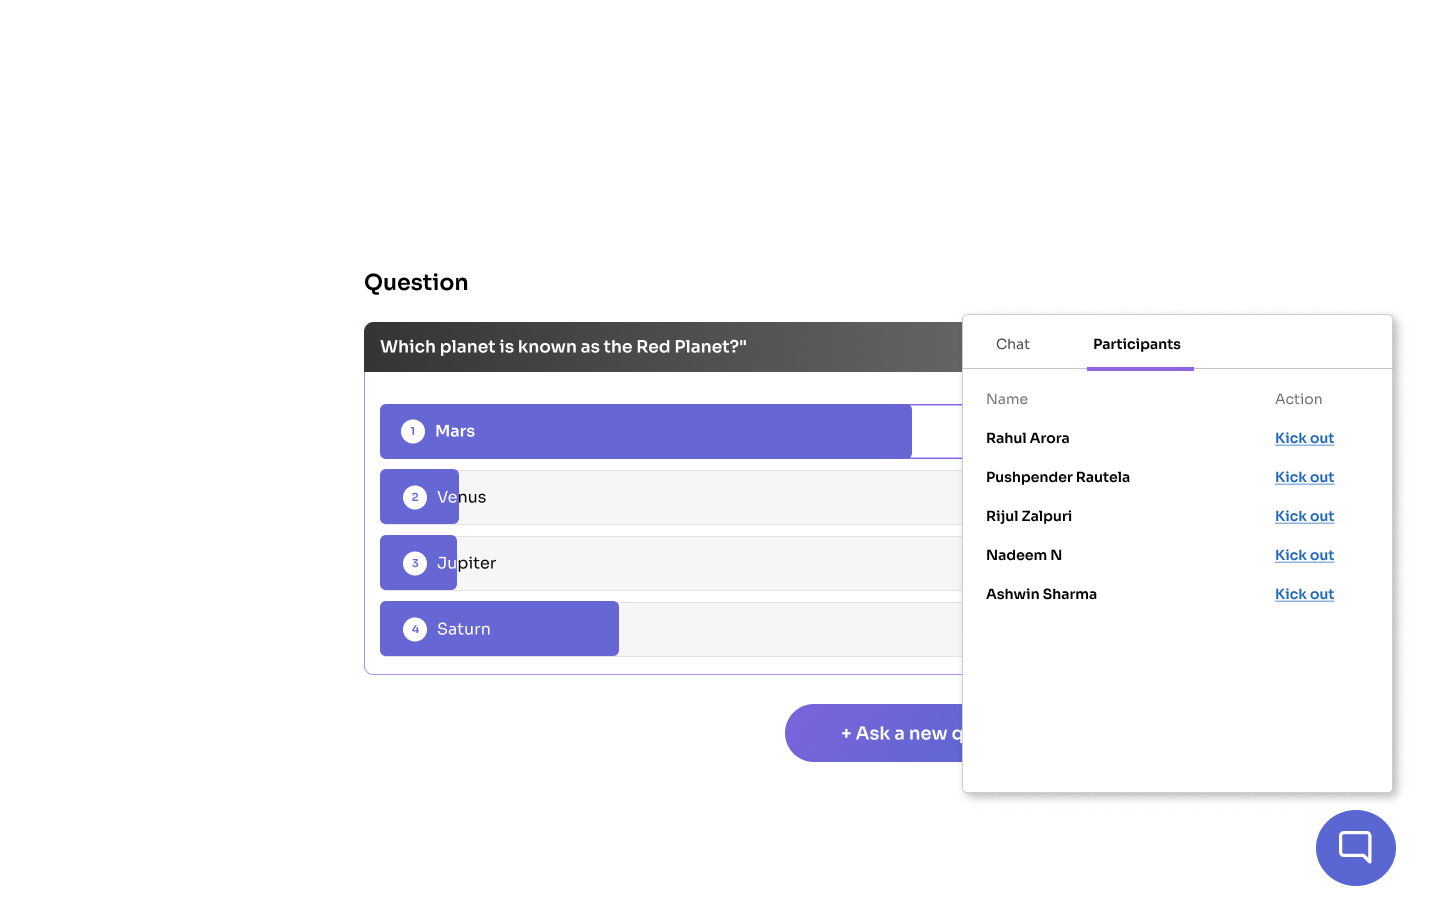 Question
Which planet is known as the Red Planet?"
1 Mars
2 Venus
3 Jupiter
4 Saturn
+ Ask a new q
Chat Participants
Name Action
Rahul Arora Kick out
Pushpender Rautela Kick out
Rijul Zalpuri Kick out
Nadeem N Kick out
Ashwin Sharma Kick out